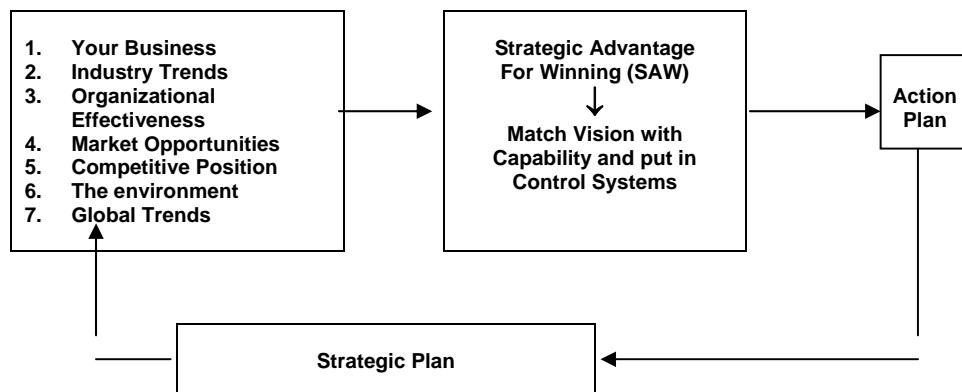 1. Your Business
2. Industry Trends
3. Organizational
Effectiveness
4. Market Opportunities
5. Competitive Position
6. The environment
7. Global Trends
Strategic Advantage
For Winning (SAW)
Match Vision with
Capability and put in
Control Systems
Action
Plan
Strategic Plan